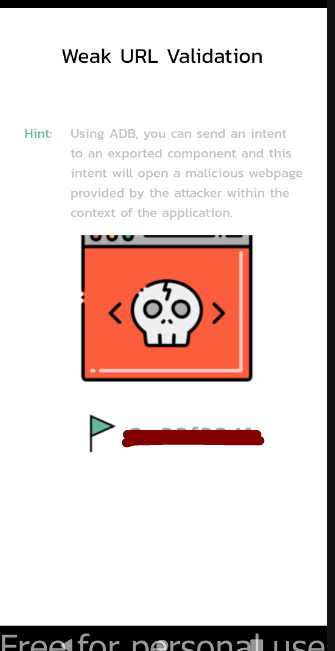 Weak URL Validation
Hint: Using ADB, you can send an intent
to an exported component and this
intent will open a malicious webpage
provided by the attacker within the
context of the application.
Free for personal use